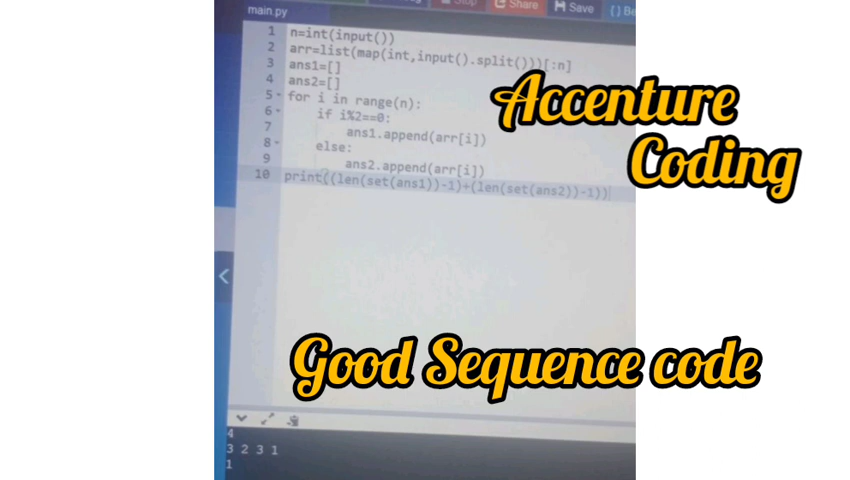 Stop
Share
Save
main.py
1 n=int(input())
2 arr=list(map(int,input().split()))[:n]
3 ans1=[]
4 ans2=[]
5 for i in range(n):
6 if i%2==0:
7 ans1.append(arr[i])
8 else:
9 ans2.append(arr[i])
10 print((len(set(ans1))-1)+(len(set(ans2))-1))
Accenture
Coding
Good Sequence code
4
3 2 3 1
1